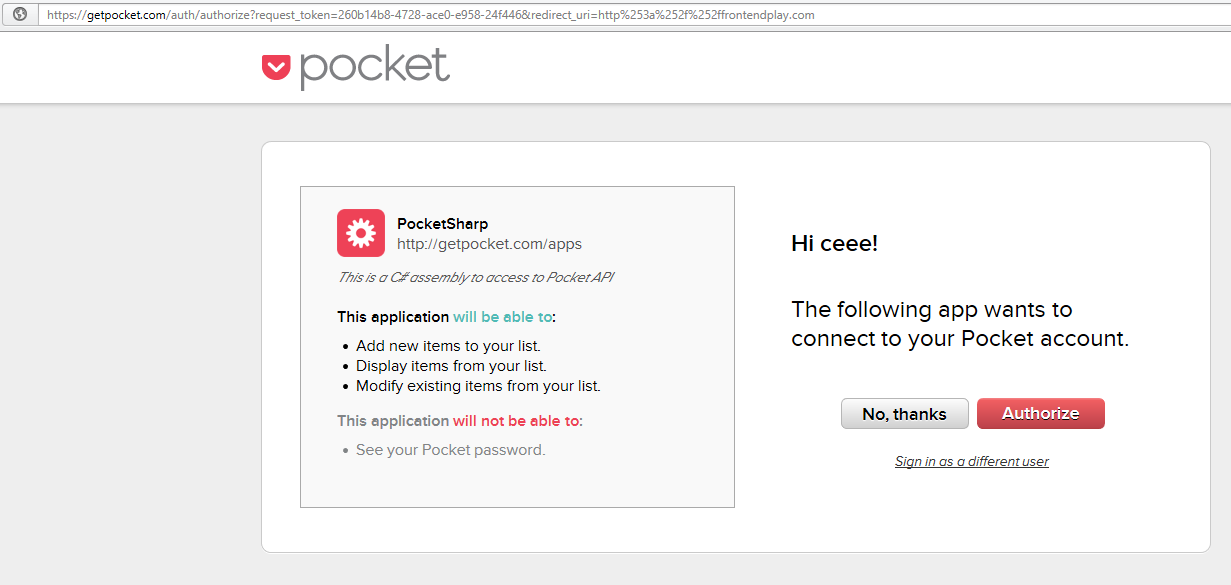 https://getpocket.com/auth/authorize?request_token=260b14b8-4728-ace0-e958-24f446&redirect_uri=http%253a%252f%252ffrontendplay.com
pocket
PocketSharp
http://getpocket.com/apps
This is a C# assembly to access to Pocket API
This application will be able to:
• Add new items to your list.
• Display items from your list.
• Modify existing items from your list.
This application will not be able to:
• See your Pocket password.
Hi ceee!
The following app wants to
connect to your Pocket account.
No, thanks
Authorize
Sign in as a different user